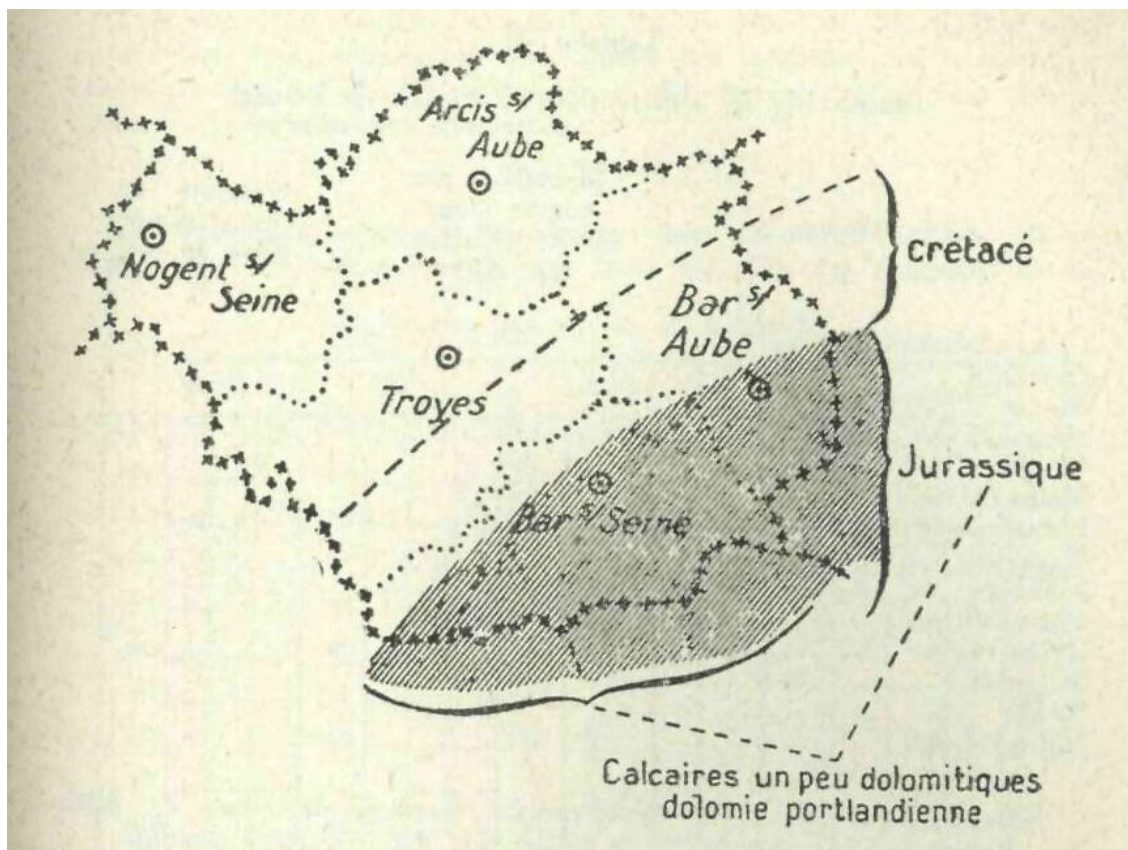 Arcis s/
Aube
Nogent s/
Seine
crétacé
Bar s/
Aube
Troyes
Jurassique
Bar s/ Seine
Calcaires un peu dolomitiques
dolomie portlandienne